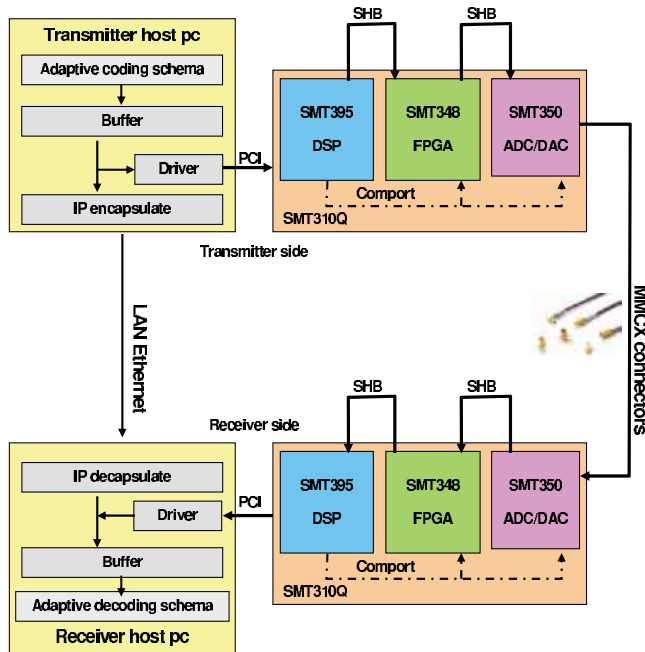 SHB
SHB
Transmitter host pc
Adaptive coding schema
Buffer
Driver
IP encapsulate
PCI
SMT395
DSP
SMT348
FPGA
SMT350
ADC/DAC
Comport
SMT310Q
Transmitter side
LAN Ethernet
MMCX connectors
SHB
SHB
Receiver side
IP decapsulate
Driver
Buffer
Adaptive decoding schema
Receiver host pc
PCI
SMT395
DSP
SMT348
FPGA
SMT350
ADC/DAC
Comport
SMT310Q